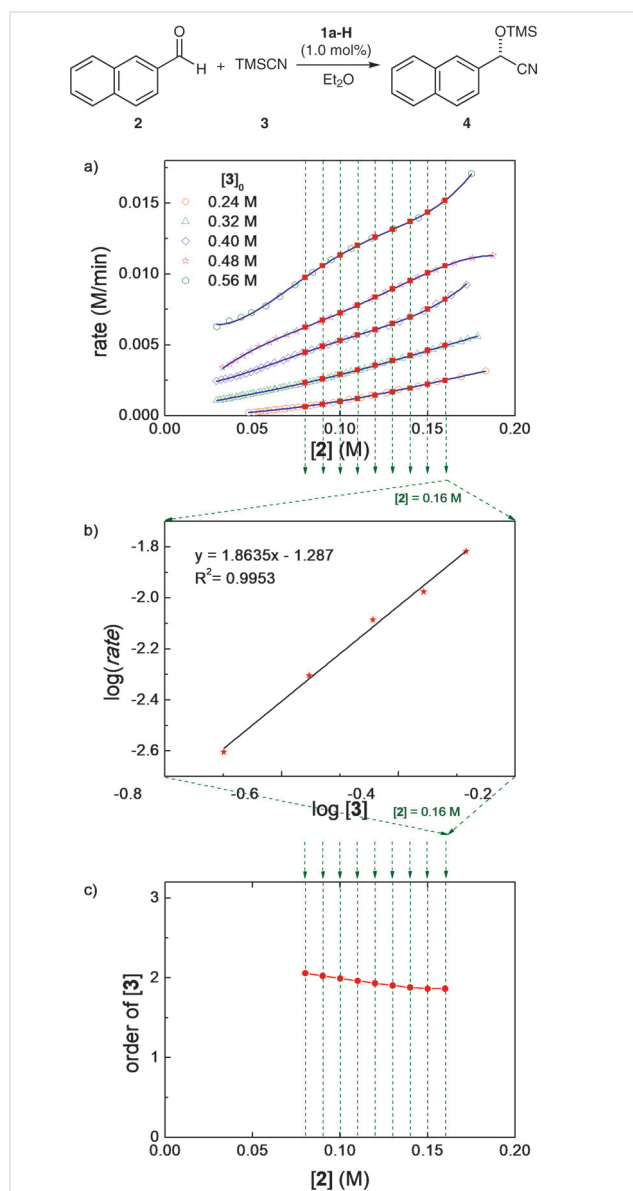 O
H
+ TMSCN
1a-H
(1.0 mol%)
Et2O
OTMS
CN
2
3
4
a)
[3]0
0.24 M
0.32 M
0.40 M
0.48 M
0.56 M
rate (M/min)
0.015
0.010
0.005
0.000
0.00 0.05 0.10 0.15 0.20
[2] (M)
[2] = 0.16 M
b)
y = 1.8635x - 1.287
R2= 0.9953
log(rate)
-1.8
-2.0
-2.2
-2.4
-2.6
-0.8 -0.6 -0.4 -0.2
log [3]
[2] = 0.16 M
c)
order of [3]
3
2
1
0
0.00 0.05 0.10 0.15 0.20
[2] (M)